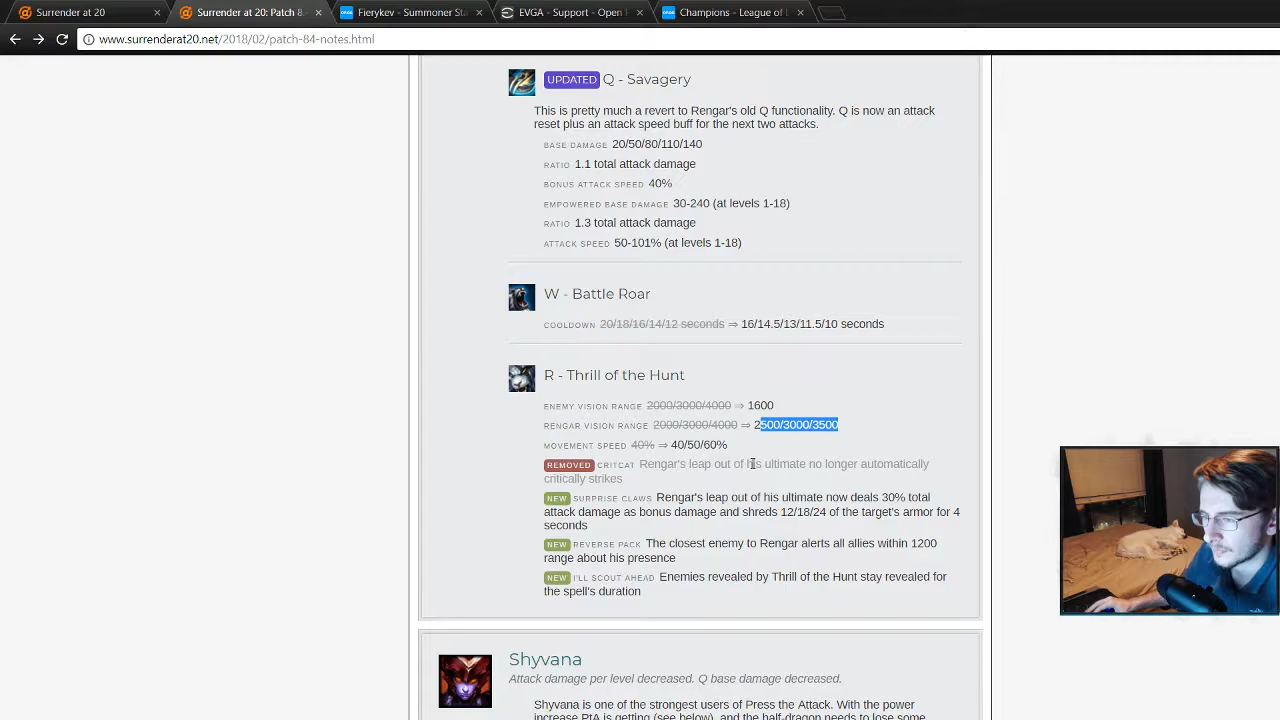 Surrender at 20
Surrender at 20: Patch 8.
Fierykev - Summoner Sta
EVGA - Support - Open R
Champions - League of L
www.surrenderat20.net/2018/02/patch-84-notes.html
UPDATED Q - Savagery
This is pretty much a revert to Rengar's old Q functionality. Q is now an attack
reset plus an attack speed buff for the next two attacks.
BASE DAMAGE 20/50/80/110/140
RATIO 1.1 total attack damage
BONUS ATTACK SPEED 40%
EMPOWERED BASE DAMAGE 30-240 (at levels 1-18)
RATIO 1.3 total attack damage
ATTACK SPEED 50-101% (at levels 1-18)
W - Battle Roar
COOLDOWN 20/18/16/14/12 seconds ⇒ 16/14.5/13/11.5/10 seconds
R - Thrill of the Hunt
ENEMY VISION RANGE 2000/3000/4000 ⇒ 1600
RENGAR VISION RANGE 2000/3000/4000 ⇒ 2500/3000/3500
MOVEMENT SPEED 40% ⇒ 40/50/60%
REMOVED CRITCAT Rengar's leap out of his ultimate no longer automatically
critically strikes
NEW SURPRISE CLAWS Rengar's leap out of his ultimate now deals 30% total
attack damage as bonus damage and shreds 12/18/24 of the target's armor for 4
seconds
NEW REVERSE PACK The closest enemy to Rengar alerts all allies within 1200
range about his presence
NEW I'LL SCOUT AHEAD Enemies revealed by Thrill of the Hunt stay revealed for
the spell's duration
Shyvana
Attack damage per level decreased. Q base damage decreased.
Shyvana is one of the strongest users of Press the Attack. With the power
increase PtA is getting (see below), and the half-dragon needs to lose some